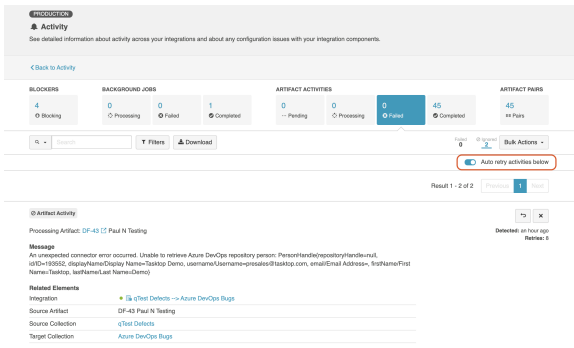 PRODUCTION
Activity
See detailed information about activity across your integrations and about any configuration issues with your integration components.
Back to Activity
BLOCKERS BACKGROUND JOBS ARTIFACT ACTIVITIES ARTIFACT PAIRS
4 0 0 1 0 0 0 45 45
Blocking Processing Failed Completed Pending Processing Failed Completed Pairs
Search Filters Download Failed 0 Ignored 2 Bulk Actions
Auto retry activities below
Result 1 - 2 of 2 Previous 1 Next
Artifact Activity
Processing Artifact: DF-43 Paul N Testing Detected: an hour ago
Retries: 8
Message
An unexpected connector error occurred. Unable to retrieve Azure DevOps repository person: PersonHandle{repositoryHandle=null,
id/ID=193552, displayName/Display Name=Tasktop Demo, username/Username=presales@tasktop.com, email/Email Address=, firstName/First
Name=Tasktop, lastName/Last Name=Demo}
Related Elements
Integration qTest Defects --> Azure DevOps Bugs
Source Artifact DF-43 Paul N Testing
Source Collection qTest Defects
Target Collection Azure DevOps Bugs